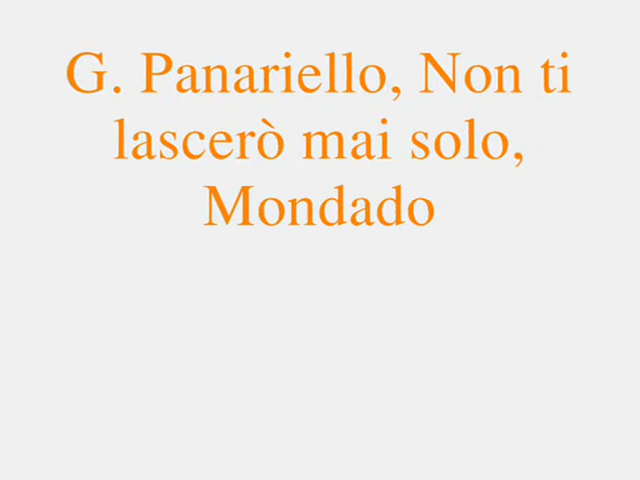 G. Panariello, Non ti
lascerò mai solo,
Mondado